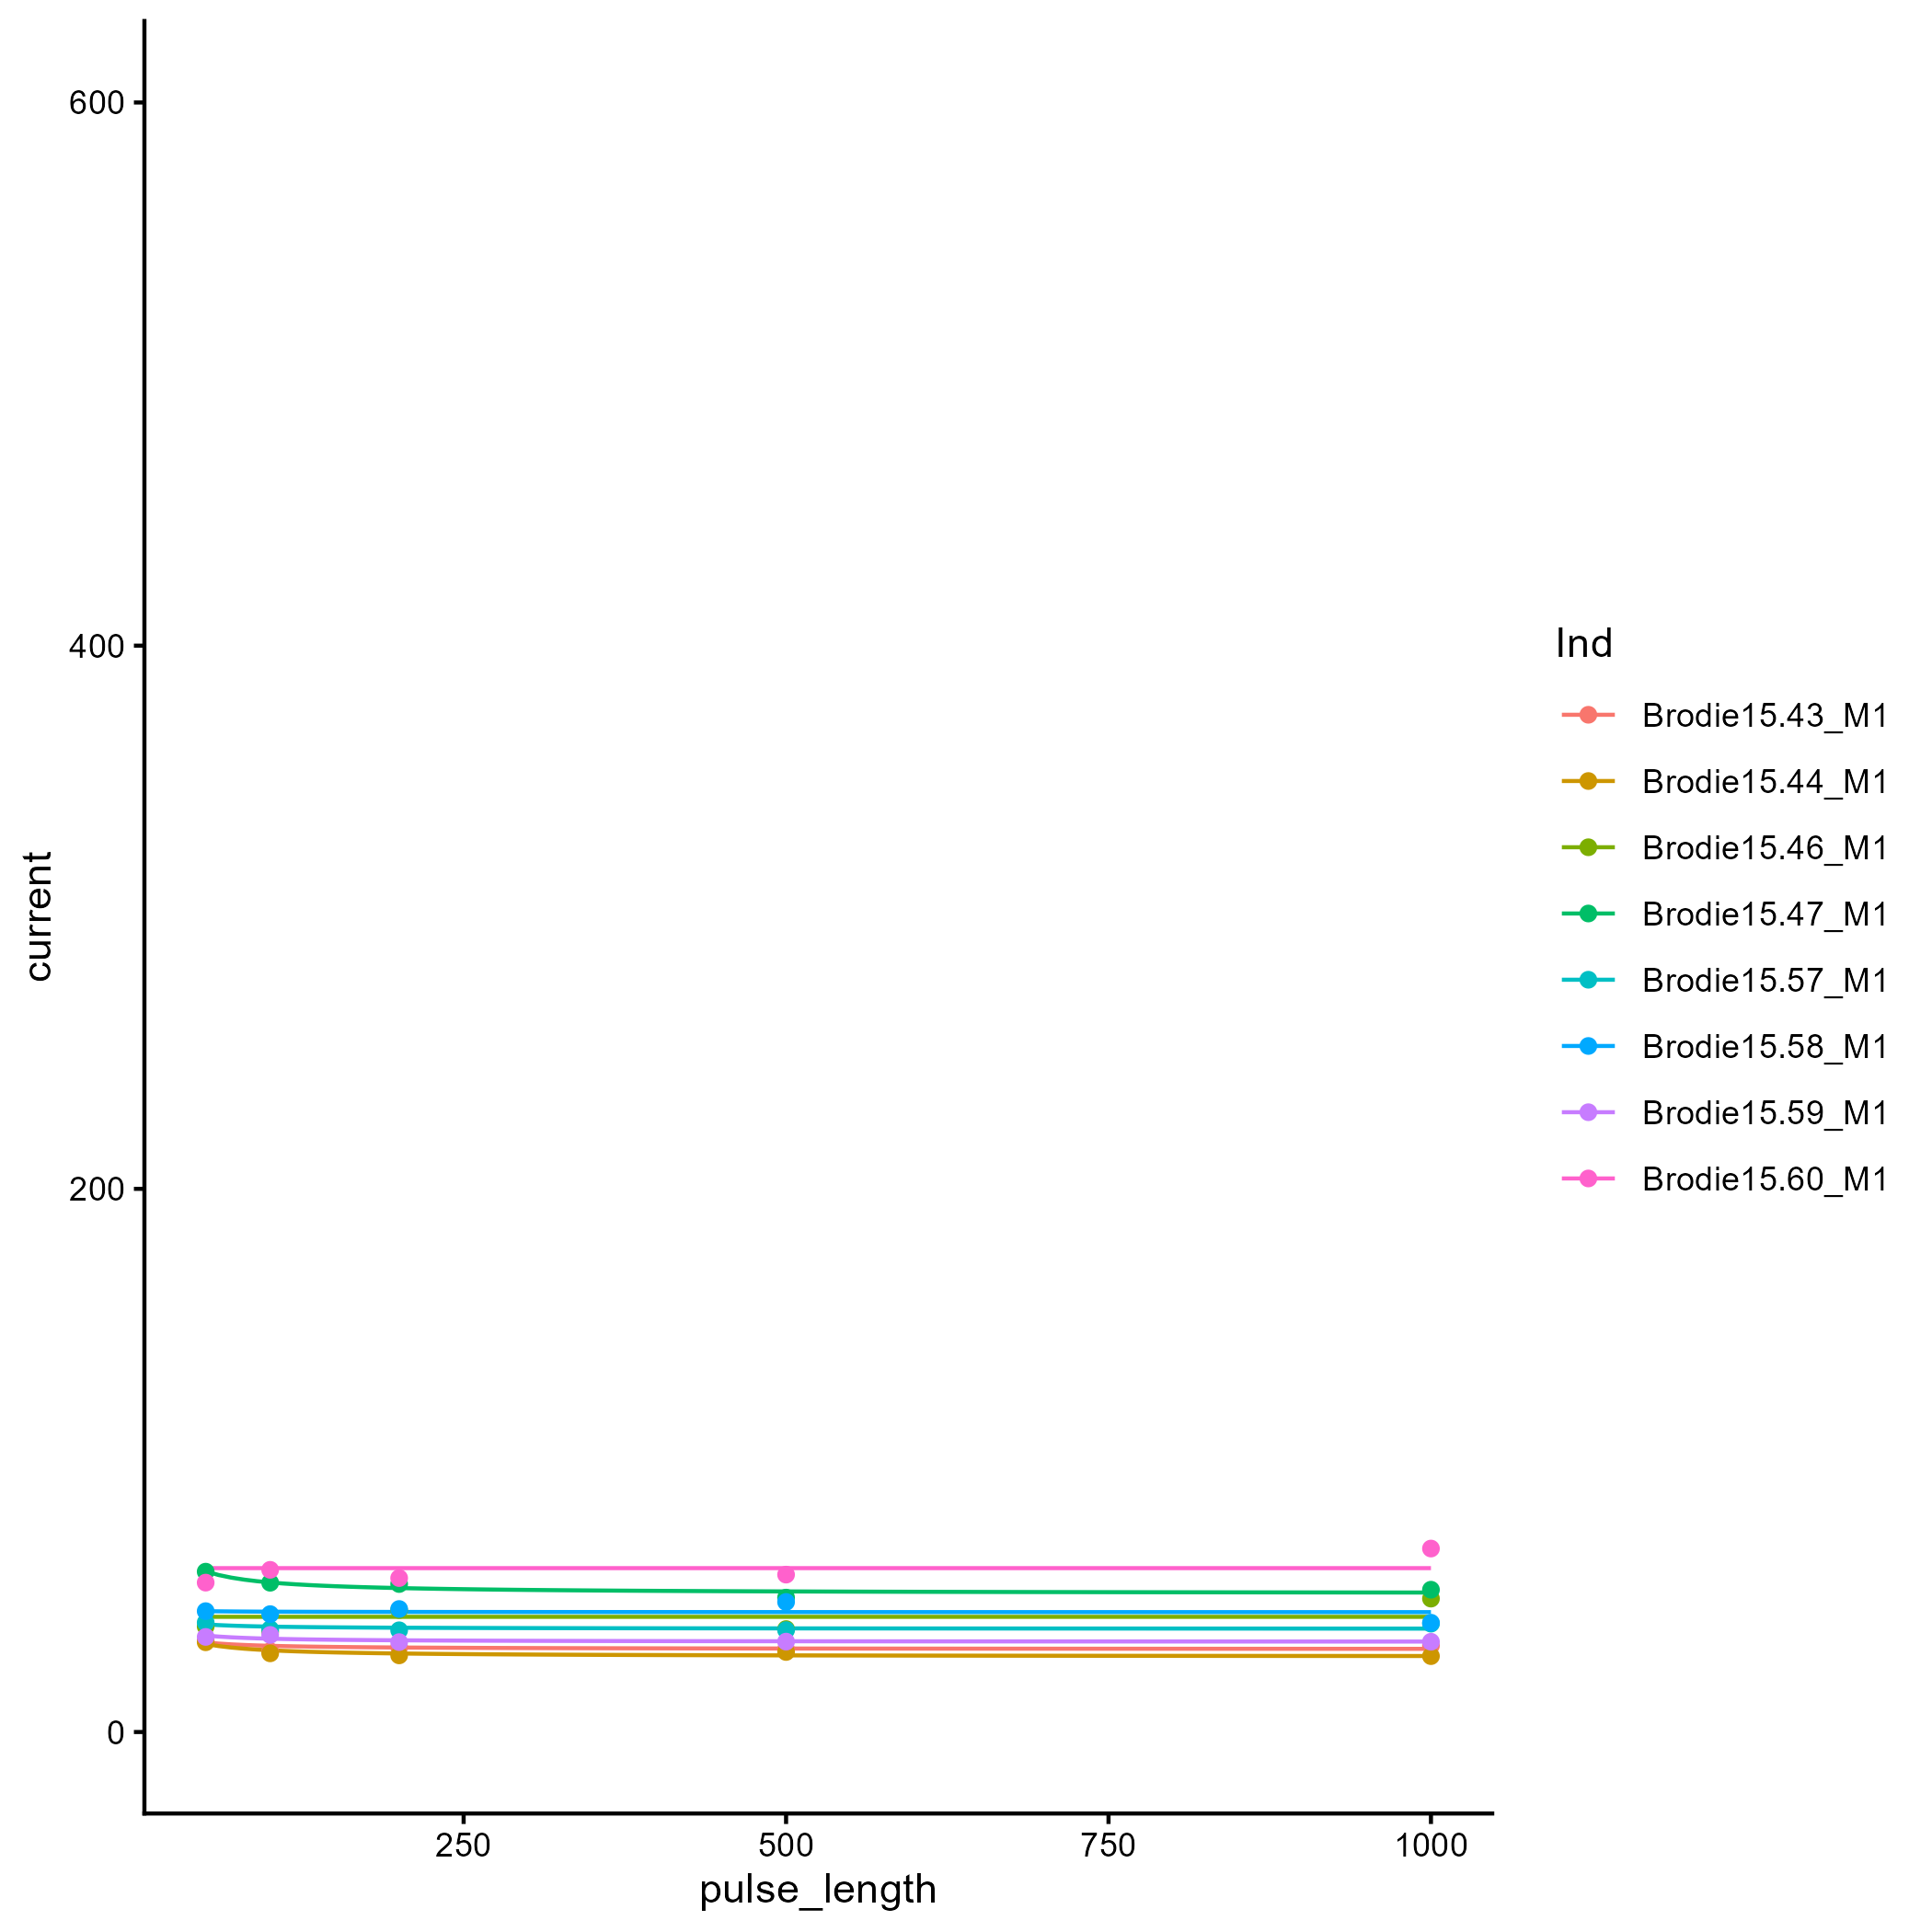 600
400
200
0
current
250 500 750 1000
pulse_length
Ind
Brodie15.43_M1
Brodie15.44_M1
Brodie15.46_M1
Brodie15.47_M1
Brodie15.57_M1
Brodie15.58_M1
Brodie15.59_M1
Brodie15.60_M1